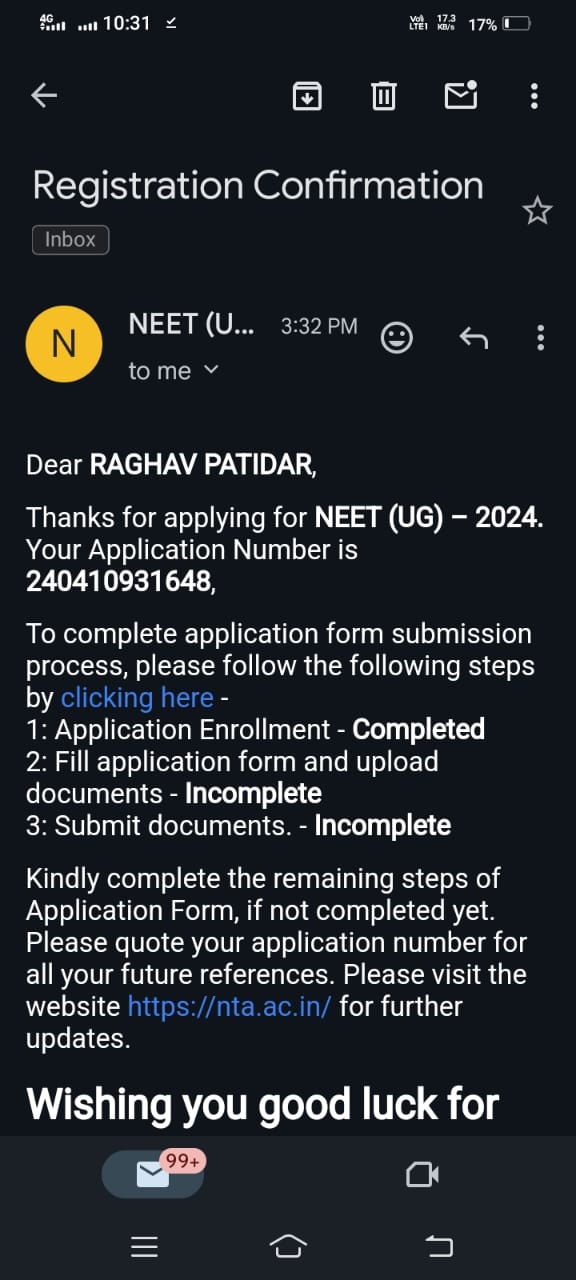 4G 10:31
Vo) LTE1 17.3 KB/s 17%
Registration Confirmation
Inbox
N
NEET (U... 3:32 PM
to me
Dear RAGHAV PATIDAR,
Thanks for applying for NEET (UG) – 2024.
Your Application Number is
240410931648,
To complete application form submission
process, please follow the following steps
by clicking here -
1: Application Enrollment - Completed
2: Fill application form and upload
documents - Incomplete
3: Submit documents. - Incomplete
Kindly complete the remaining steps of
Application Form, if not completed yet.
Please quote your application number for
all your future references. Please visit the
website https://nta.ac.in/ for further
updates.
Wishing you good luck for
99+